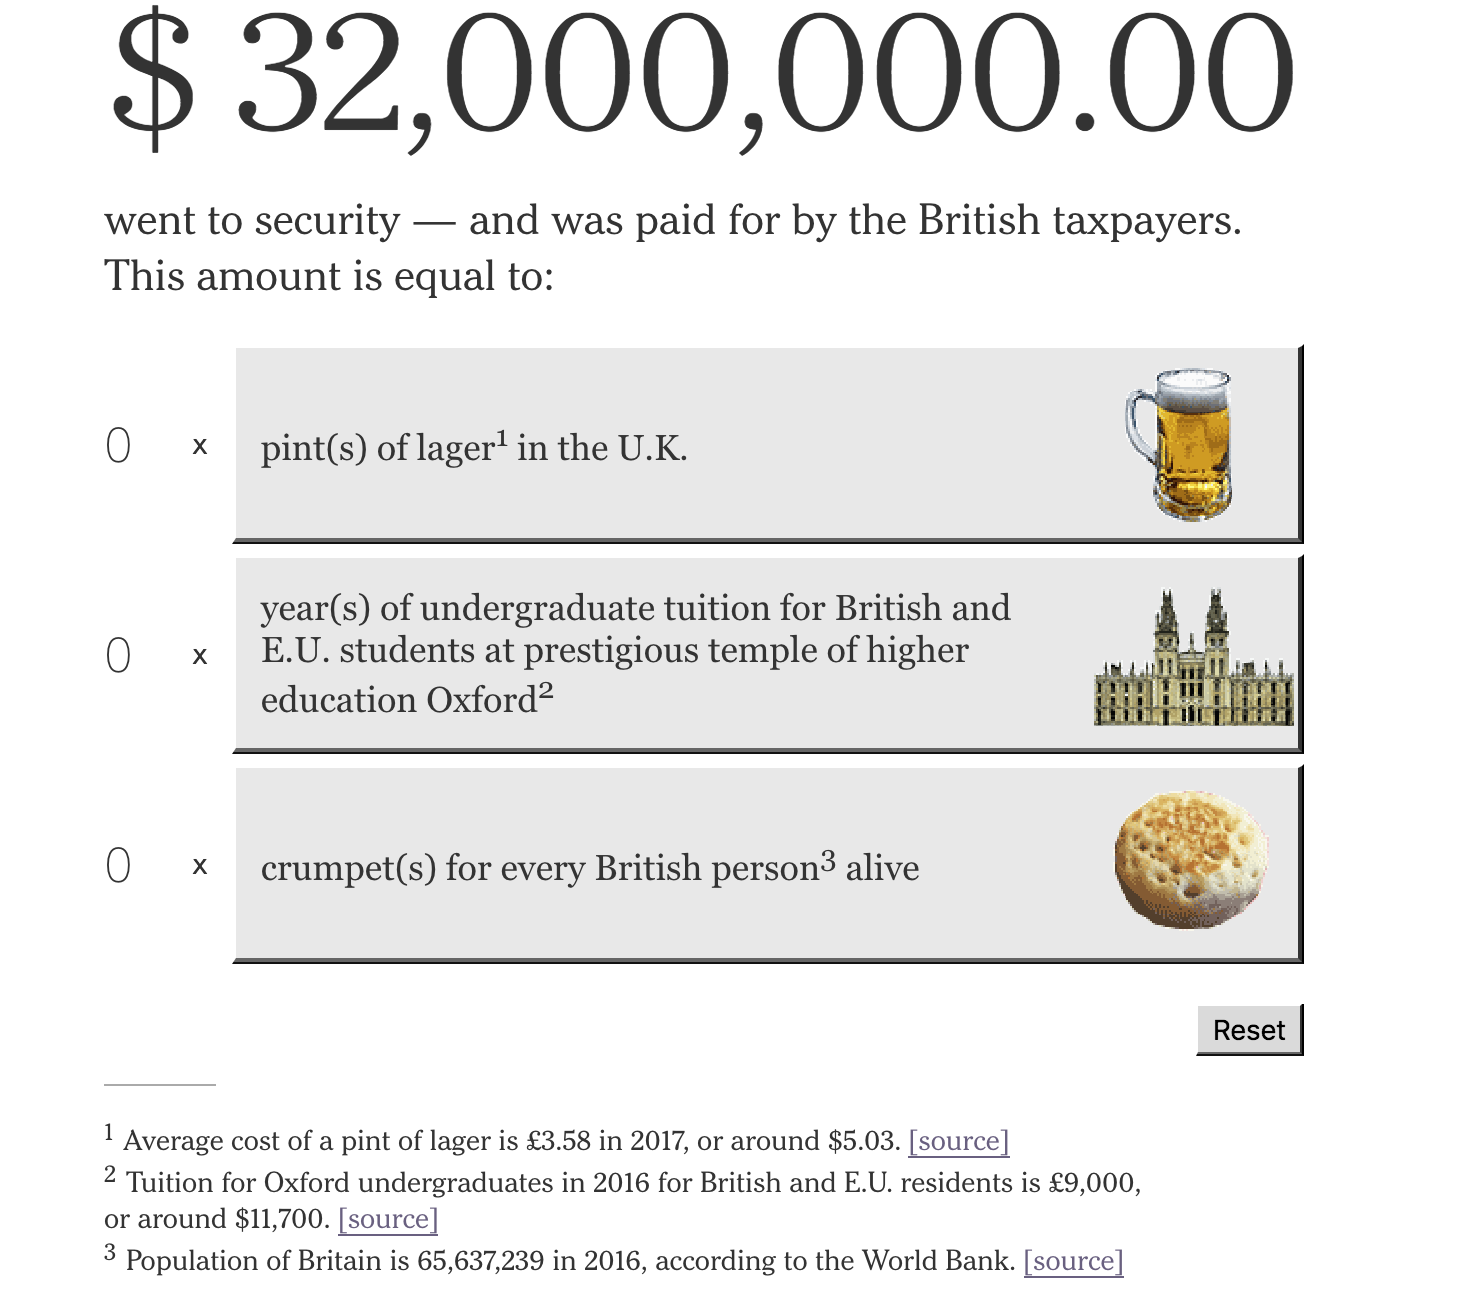 $ 32,000,000.00
went to security — and was paid for by the British taxpayers.
This amount is equal to:
0 x pint(s) of lager¹ in the U.K.
0 x year(s) of undergraduate tuition for British and
E.U. students at prestigious temple of higher
education Oxford²
0 x crumpet(s) for every British person³ alive
Reset
¹ Average cost of a pint of lager is £3.58 in 2017, or around $5.03. [source]
² Tuition for Oxford undergraduates in 2016 for British and E.U. residents is £9,000,
or around $11,700. [source]
³ Population of Britain is 65,637,239 in 2016, according to the World Bank. [source]